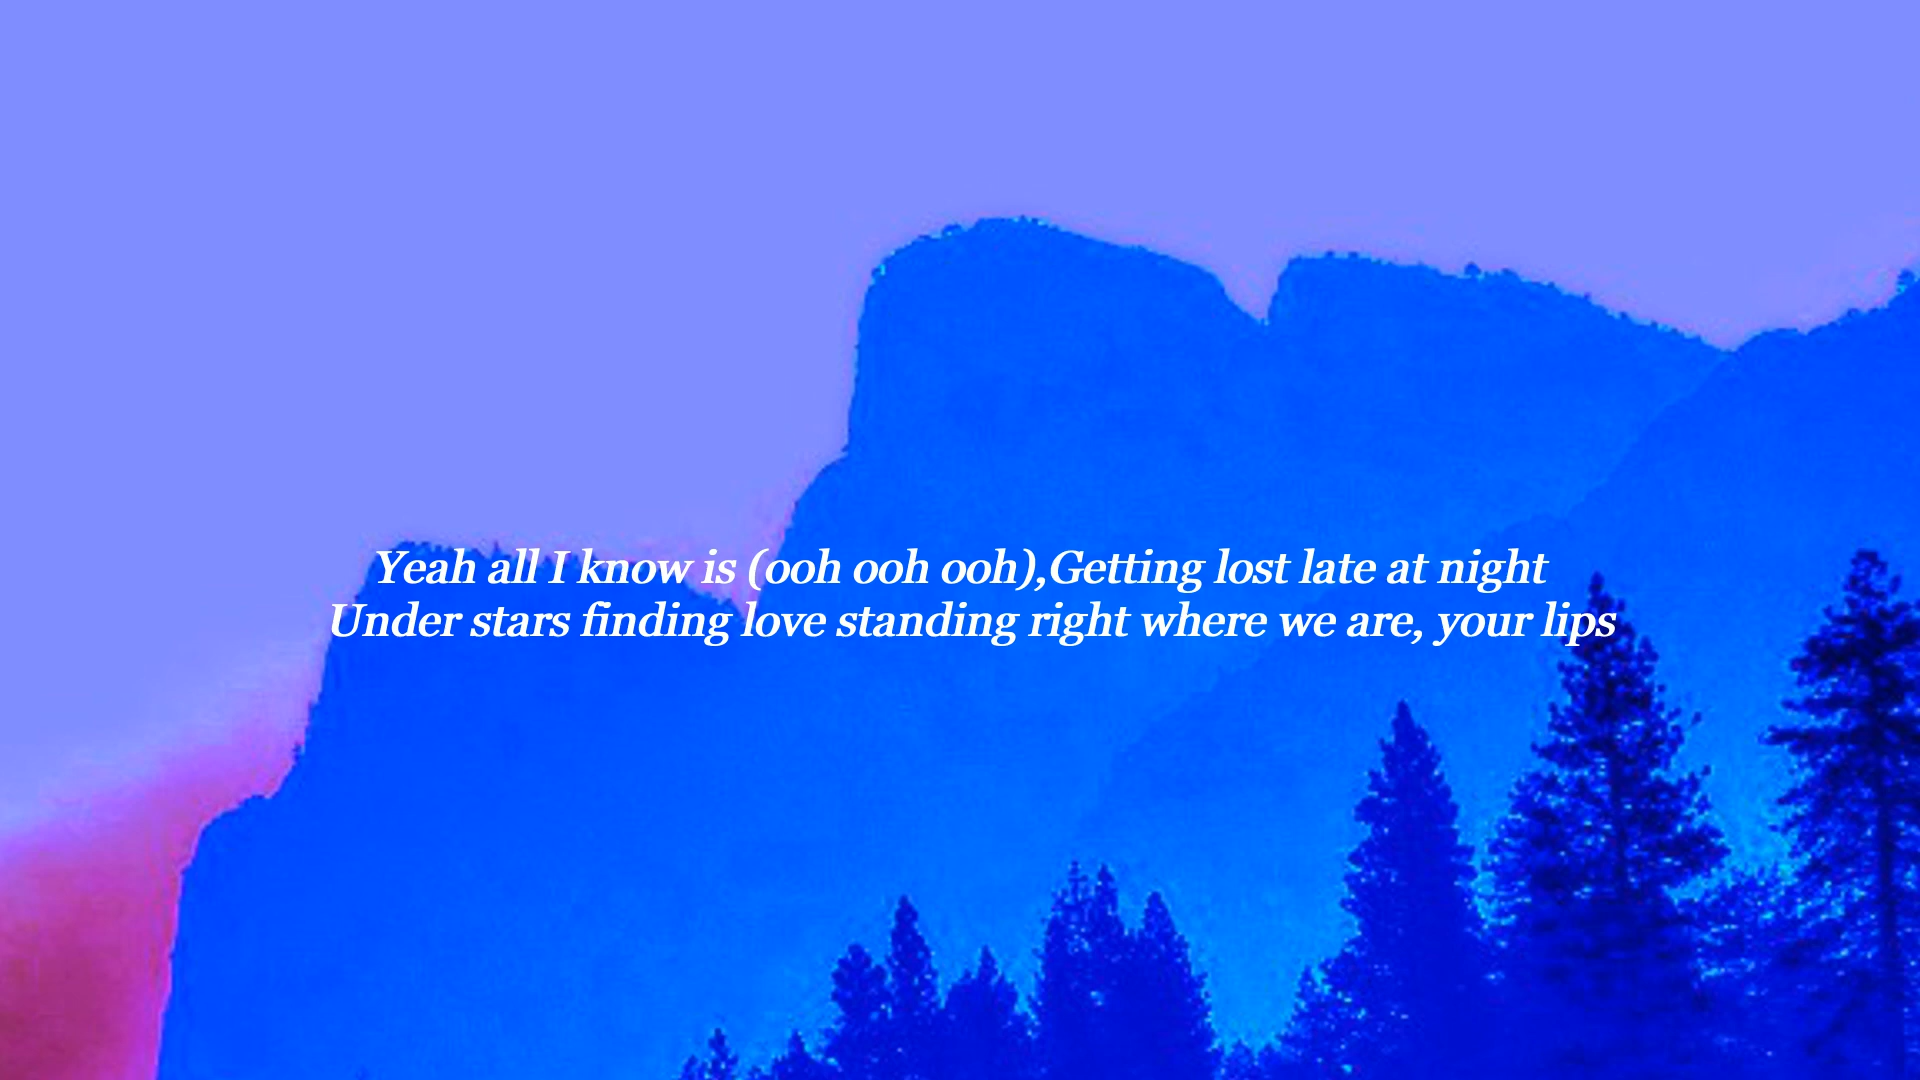 Yeah all I know is (ooh ooh ooh),Getting lost late at night
Under stars finding love standing right where we are, your lips